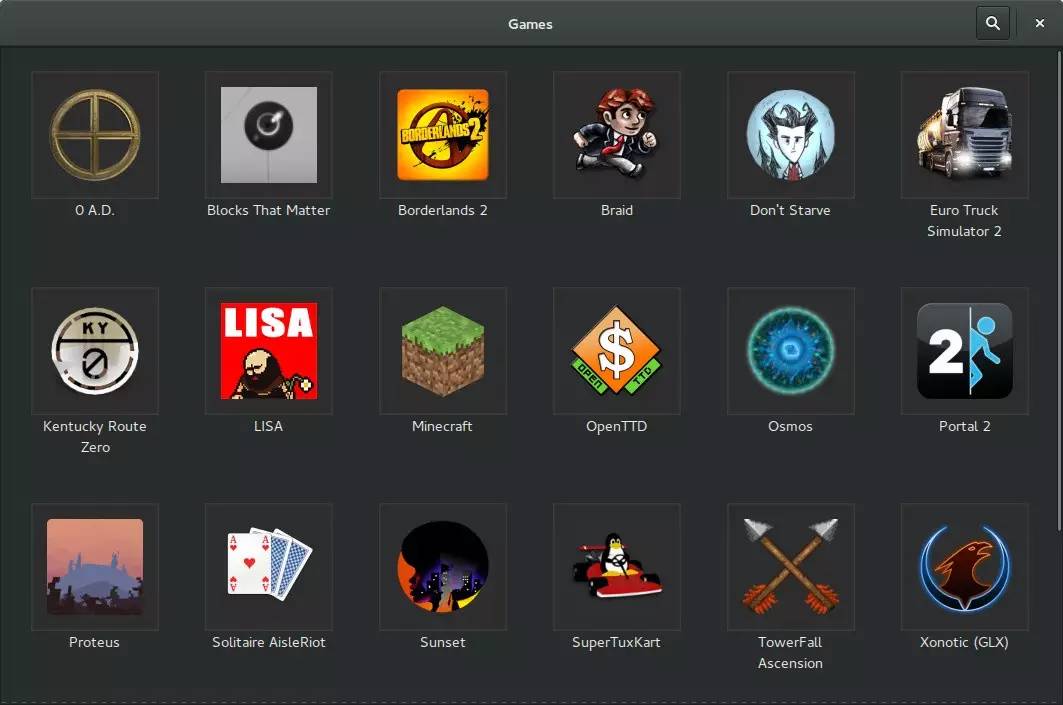 Games
BORDERLANDS 2
0 A.D.
Blocks That Matter
Borderlands 2
Braid
Don't Starve
Euro Truck
Simulator 2
KY
0
LISA
$
OPEN TTD
2
Kentucky Route
Zero
LISA
Minecraft
OpenTTD
Osmos
Portal 2
A A
A A
Proteus
Solitaire AisleRiot
Sunset
SuperTuxKart
TowerFall
Ascension
Xonotic (GLX)